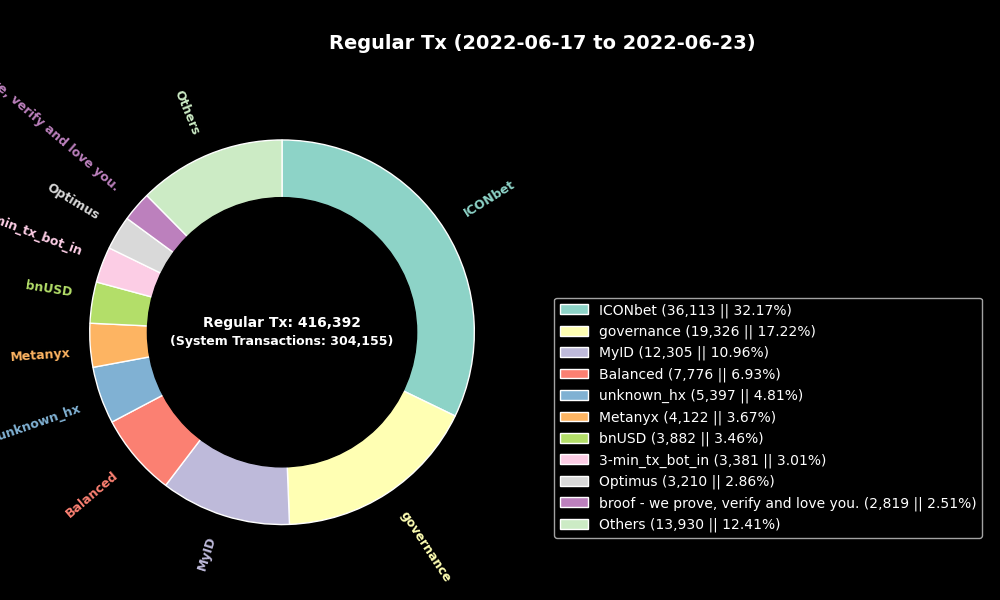 Regular Tx (2022-06-17 to 2022-06-23)
Others
verify and love you.
Optimus
min_tx_bot_in
bnUSD
Metanyx
unknown_hx
Balanced
MyID
governance
ICONbet
Regular Tx: 416,392
(System Transactions: 304,155)
ICONbet (36,113 || 32.17%)
governance (19,326 || 17.22%)
MyID (12,305 || 10.96%)
Balanced (7,776 || 6.93%)
unknown_hx (5,397 || 4.81%)
Metanyx (4,122 || 3.67%)
bnUSD (3,882 || 3.46%)
3-min_tx_bot_in (3,381 || 3.01%)
Optimus (3,210 || 2.86%)
broof - we prove, verify and love you. (2,819 || 2.51%)
Others (13,930 || 12.41%)